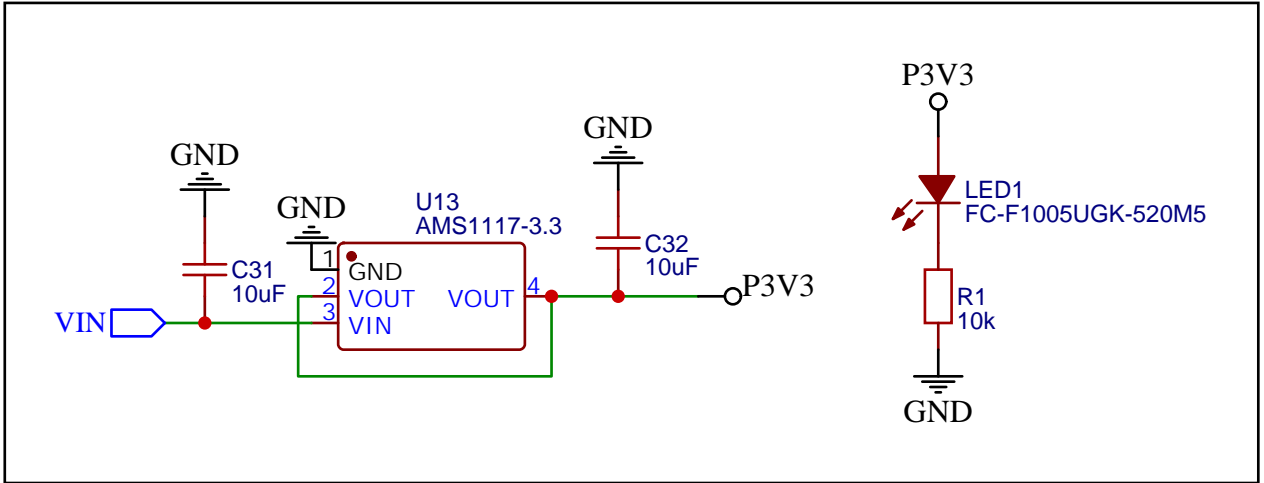 P3V3
GND
GND
GND
U13
AMS1117-3.3
LED1
FC-F1005UGK-520M5
C31
10uF
C32
10uF
1
GND
2
VOUT
VOUT
4
P3V3
VIN
3
VIN
R1
10k
GND